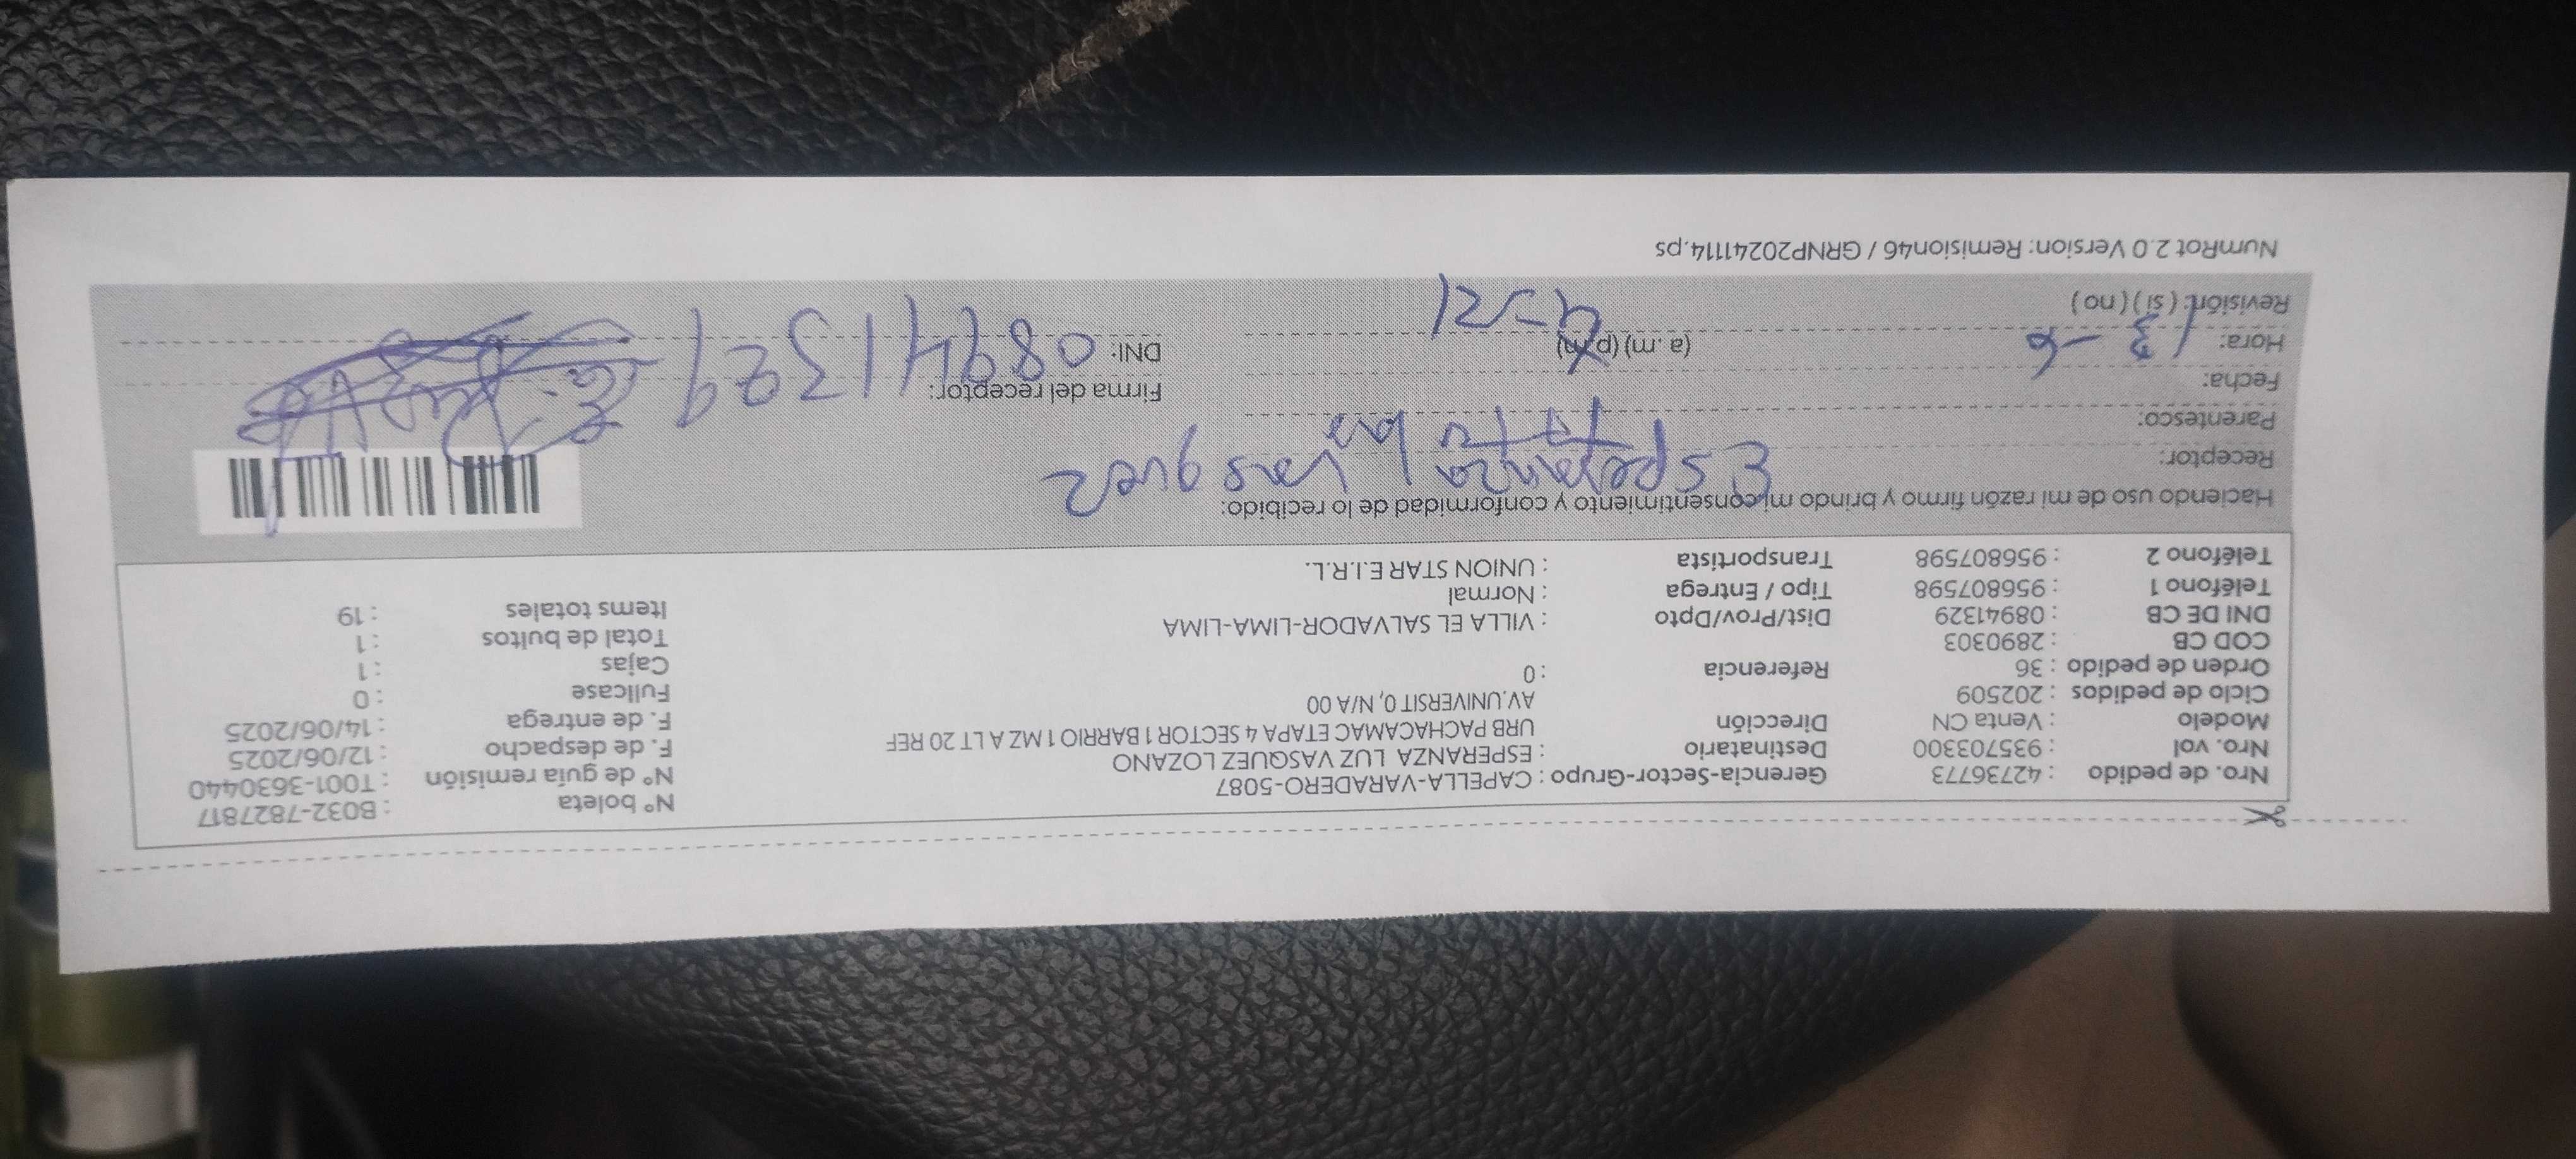 Nro. de pedido : 42736773 Gerencia-Sector-Grupo : CAPELLA-VARADERO-5087 N° boleta : B032-7827817
Nro. vol : 935703300 Destinatario : ESPERANZA LUZ VASQUEZ LOZANO N° de guía remisión : T001-3630440
Modelo : Venta CN Dirección URB PACHACAMAC ETAPA 4 SECTOR 1 BARRIO 1 MZ A LT 20 REF F. de despacho : 12/06/2025
Ciclo de pedidos : 202509 AV.UNIVERSIT 0, N/A 00 F. de entrega : 14/06/2025
Orden de pedido : 36 Referencia : 0 Fullcase : 0
COD CB : 2890303 Cajas : 1
DNI DE CB : 08941329 Dist/Prov/Dpto : VILLA EL SALVADOR-LIMA-LIMA Total de bultos : 1
Teléfono 1 : 956807598 Tipo / Entrega : Normal Items totales : 19
Teléfono 2 : 956807598 Transportista : UNION STAR E.I.R.L.
Haciendo uso de mi razón firmo y brindo mi consentimiento y conformidad de lo recibido:
Receptor: Esperanza Vasquez
Parentesco:
Fecha: 13-6 Firma del receptor:
Hora: (a.m) (p.m) DNI: 08941329
Revisión: (si) (no)
NumRot 2.0 Version: Remision46 / GRNP20241114.ps